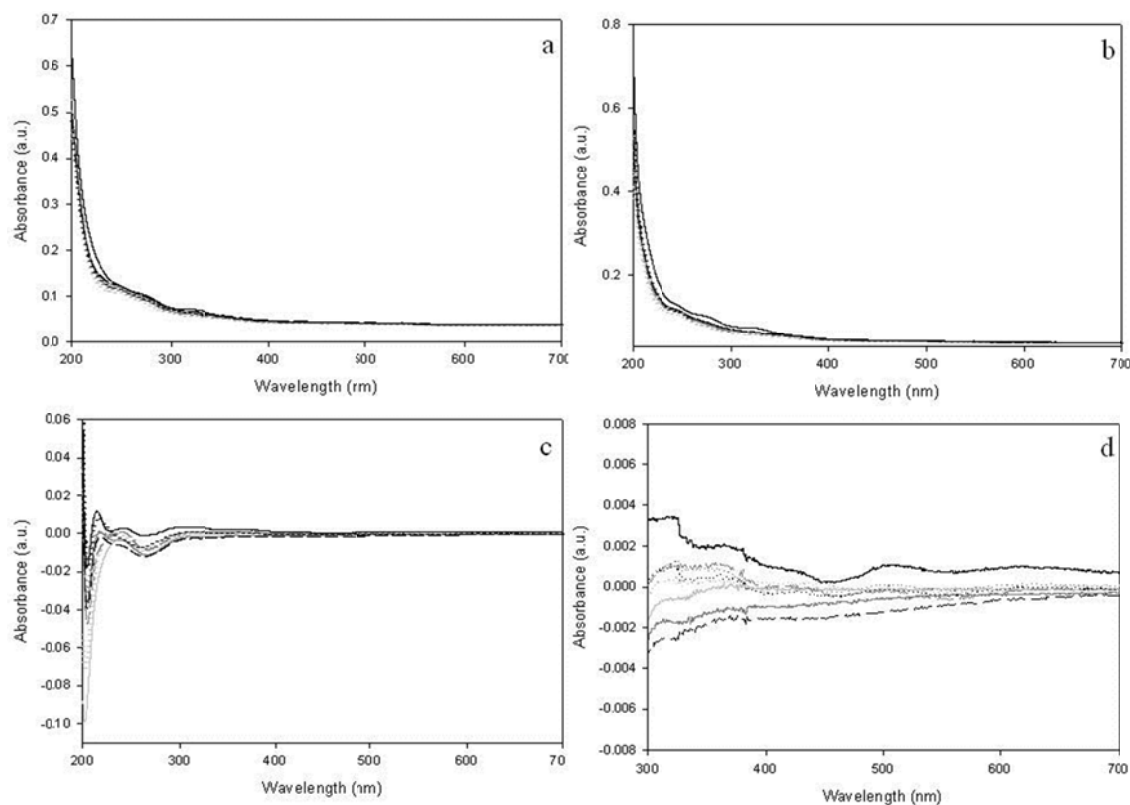 a
Absorbance (a.u.)
0.7
0.6
0.5
0.4
0.3
0.2
0.1
0.0
200 300 400 500 600 700
Wavelength (rm)
b
Absorbance (a.u.)
0.8
0.6
0.4
0.2
200 300 400 500 600 700
Wavelength (nm)
c
Absorbance (a.u.)
0.06
0.04
0.02
0.00
-0.02
-0.04
-0.06
-0.08
-0.10
200 300 400 500 600 700
Wavelength (nm)
d
Absorbance (a.u.)
0.008
0.006
0.004
0.002
0.000
-0.002
-0.004
-0.006
-0.008
300 400 500 600 700
Wavelength (nm)